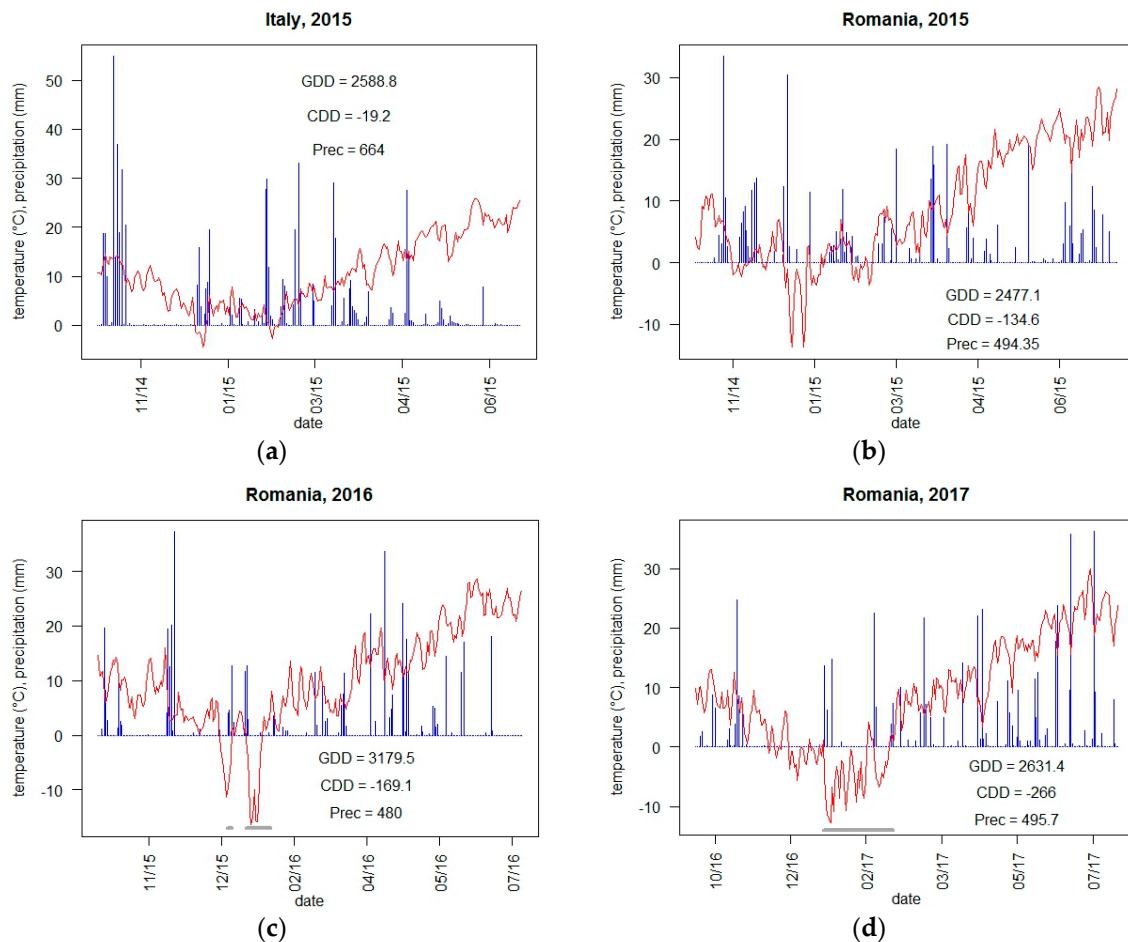 Italy, 2015
temperature (°C), precipitation (mm)
50
40
30
20
10
0
GDD = 2588.8
CDD = -19.2
Prec = 664
11/14
01/15
03/15
04/15
06/15
date
(a)
Romania, 2015
temperature (°C), precipitation (mm)
30
20
10
0
-10
GDD = 2477.1
CDD = -134.6
Prec = 494.35
11/14
01/15
03/15
04/15
06/15
date
(b)
Romania, 2016
temperature (°C), precipitation (mm)
30
20
10
0
-10
GDD = 3179.5
CDD = -169.1
Prec = 480
11/15
12/15
02/16
04/16
05/16
07/16
date
(c)
Romania, 2017
temperature (°C), precipitation (mm)
30
20
10
0
-10
GDD = 2631.4
CDD = -266
Prec = 495.7
10/16
12/16
02/17
03/17
05/17
07/17
date
(d)